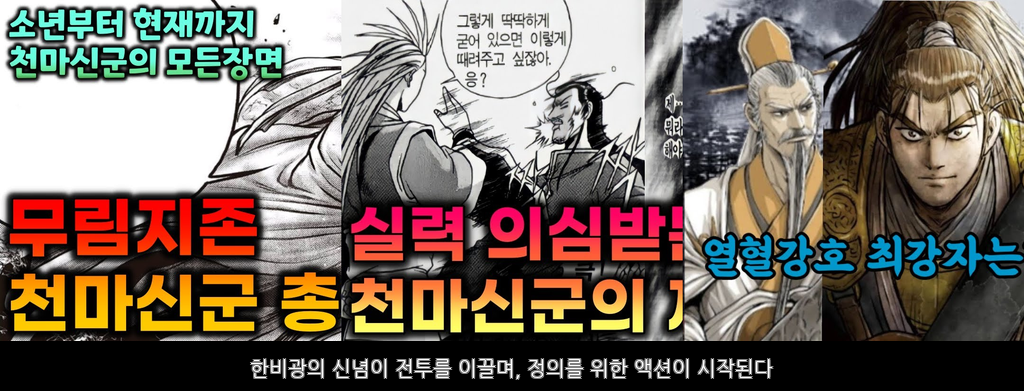 소년부터 현재까지
천마신군의 모든장면
무림지존
천마신군 총
그렇게 딱딱하게
굳어 있으면 이렇게
때려주고 싶잖아.
응?
실력 의심받는
천마신군의
열혈강호 최강자는
한비광의 신념이 전투를 이끌며, 정의를 위한 액션이 시작된다